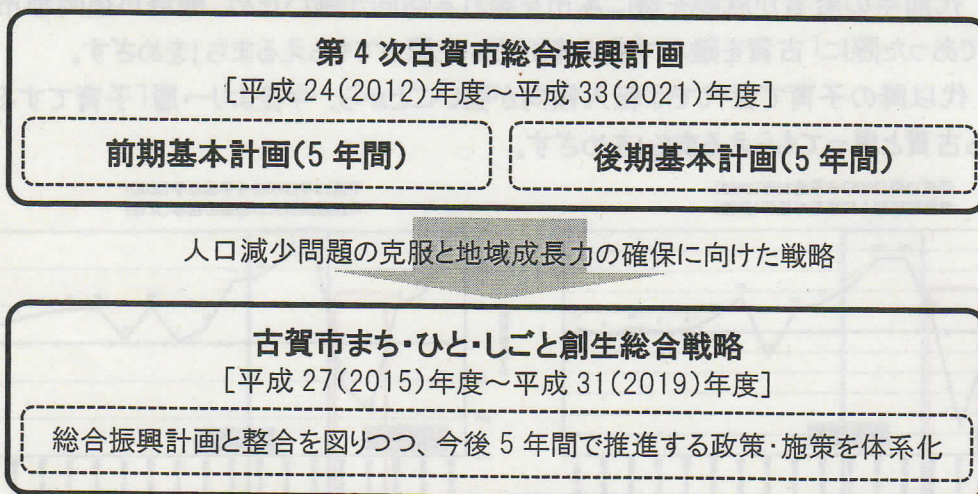 第4次古賀市総合振興計画
[平成24(2012)年度～平成33(2021)年度]
前期基本計画(5年間)
後期基本計画(5年間)
人口減少問題の克服と地域成長力の確保に向けた戦略
古賀市まち・ひと・しごと創生総合戦略
[平成27(2015)年度～平成31(2019)年度]
総合振興計画と整合を図りつつ、今後5年間で推進する政策・施策を体系化